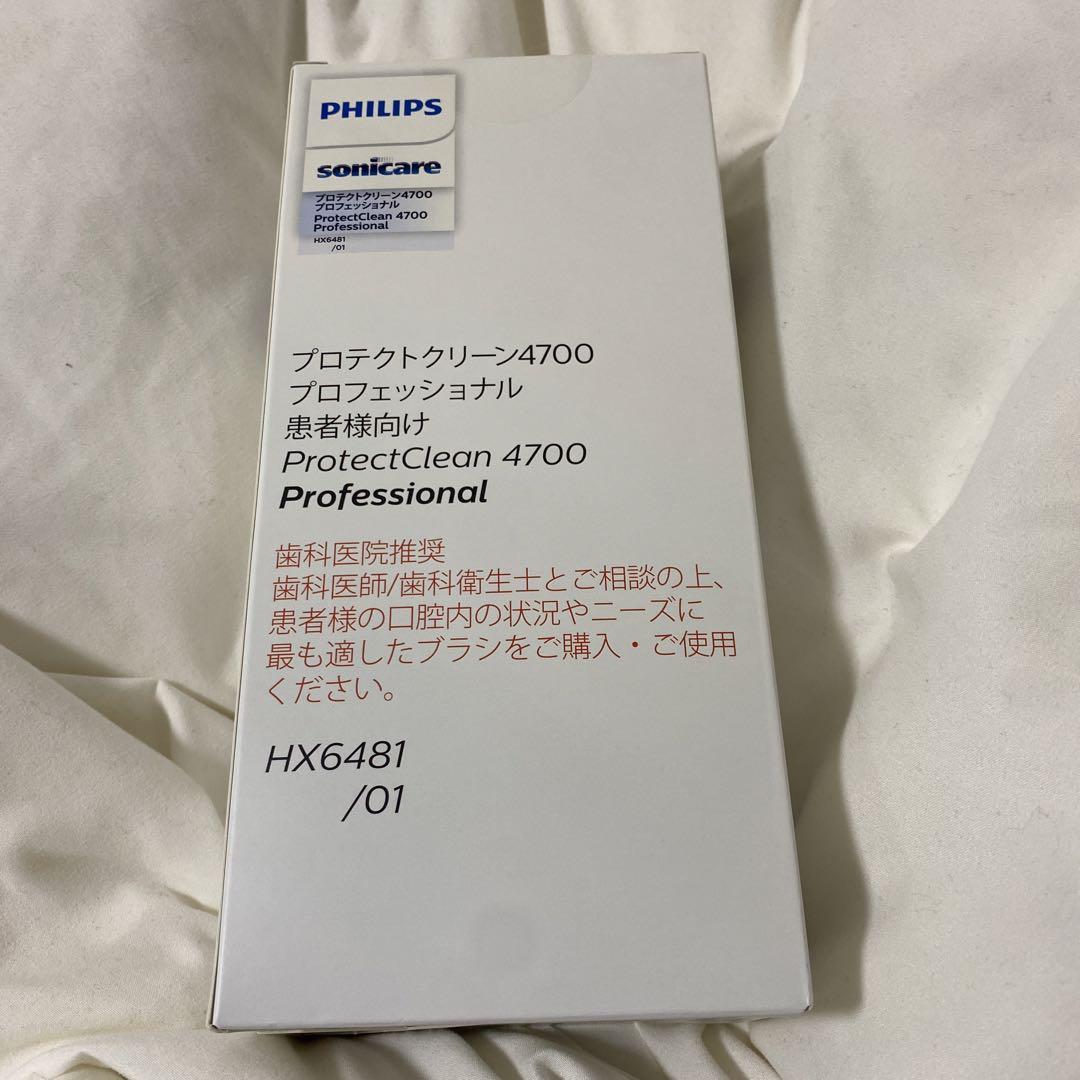 PHILIPS
sonicare
プロテクトクリーン4700
プロフェッショナル
ProtectClean 4700
Professional
HX6481
/01
プロテクトクリーン4700
プロフェッショナル
患者様向け
ProtectClean 4700
Professional
歯科医院推奨
歯科医師/歯科衛生士とご相談の上、
患者様の口腔内の状況やニーズに
最も適したブラシをご購入・ご使用
ください。
HX6481
/01